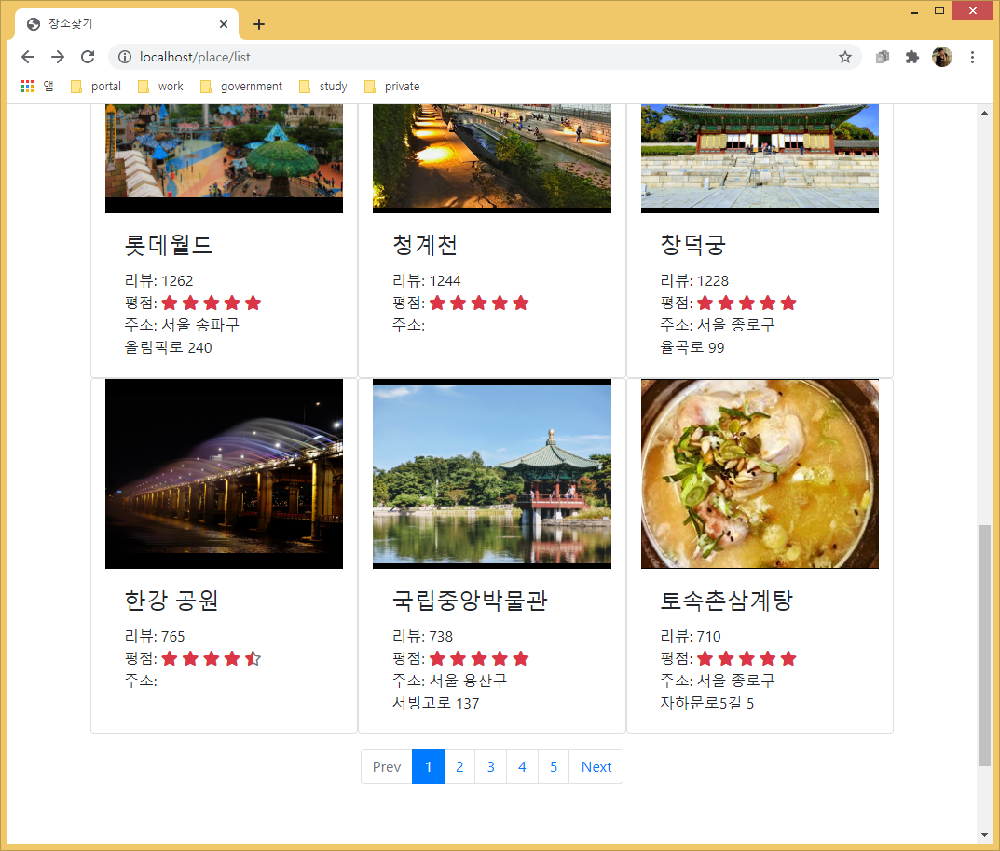 장소찾기
localhost/place/list
앱 portal work government study private
롯데월드
리뷰: 1262
평점:
주소: 서울 송파구
올림픽로 240
청계천
리뷰: 1244
평점:
주소:
창덕궁
리뷰: 1228
평점:
주소: 서울 종로구
율곡로 99
한강 공원
리뷰: 765
평점:
주소:
국립중앙박물관
리뷰: 738
평점:
주소: 서울 용산구
서빙고로 137
토속촌삼계탕
리뷰: 710
평점:
주소: 서울 종로구
자하문로5길 5
Prev 1 2 3 4 5 Next